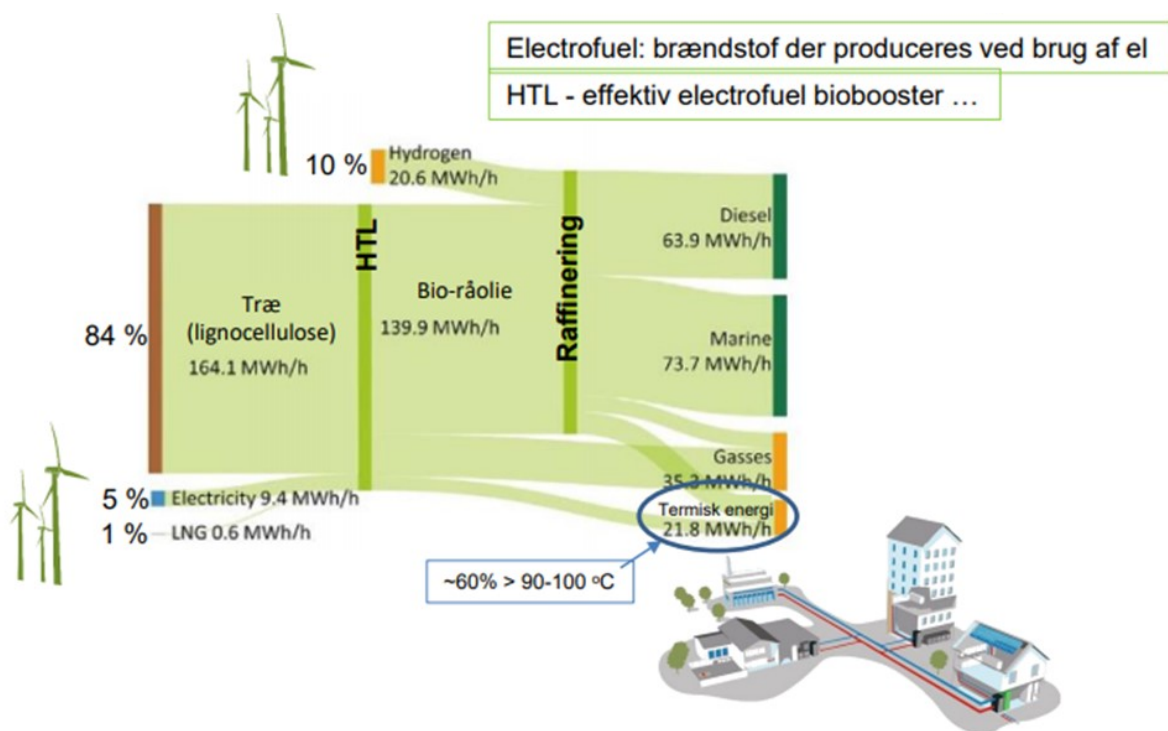 Electrofuel: brændstof der produceres ved brug af el
HTL - effektiv electrofuel biobooster …
10 %
Hydrogen
20.6 MWh/h
HTL
Raffinering
Diesel
63.9 MWh/h
Træ
(lignocellulose)
164.1 MWh/h
Bio-råolie
139.9 MWh/h
84 %
Marine
73.7 MWh/h
Gasses
35.3 MWh/h
5 %
Electricity 9.4 MWh/h
1 %
LNG 0.6 MWh/h
Termisk energi
21.8 MWh/h
~60% > 90-100 ºC